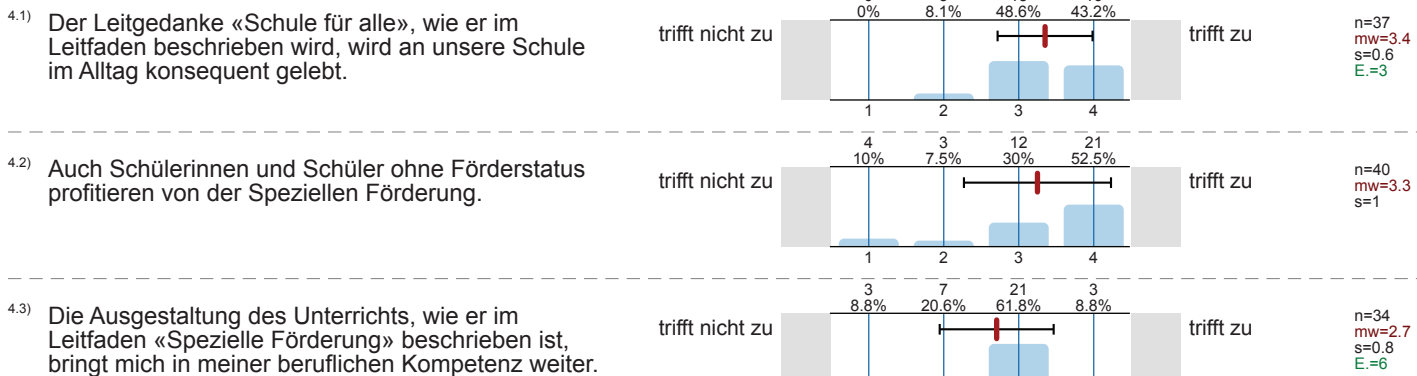 4.1) Der Leitgedanke «Schule für alle», wie er im
Leitfaden beschrieben wird, wird an unsere Schule
im Alltag konsequent gelebt.
trifft nicht zu
0% 8.1% 48.6% 43.2%
1 2 3 4
trifft zu
n=37
mw=3.4
s=0.6
E.=3
4.2) Auch Schülerinnen und Schüler ohne Förderstatus
profitieren von der Speziellen Förderung.
trifft nicht zu
4 3 12 21
10% 7.5% 30% 52.5%
1 2 3 4
trifft zu
n=40
mw=3.3
s=1
4.3) Die Ausgestaltung des Unterrichts, wie er im
Leitfaden «Spezielle Förderung» beschrieben ist,
bringt mich in meiner beruflichen Kompetenz weiter.
trifft nicht zu
3 7 21 3
8.8% 20.6% 61.8% 8.8%
trifft zu
n=34
mw=2.7
s=0.8
E.=6